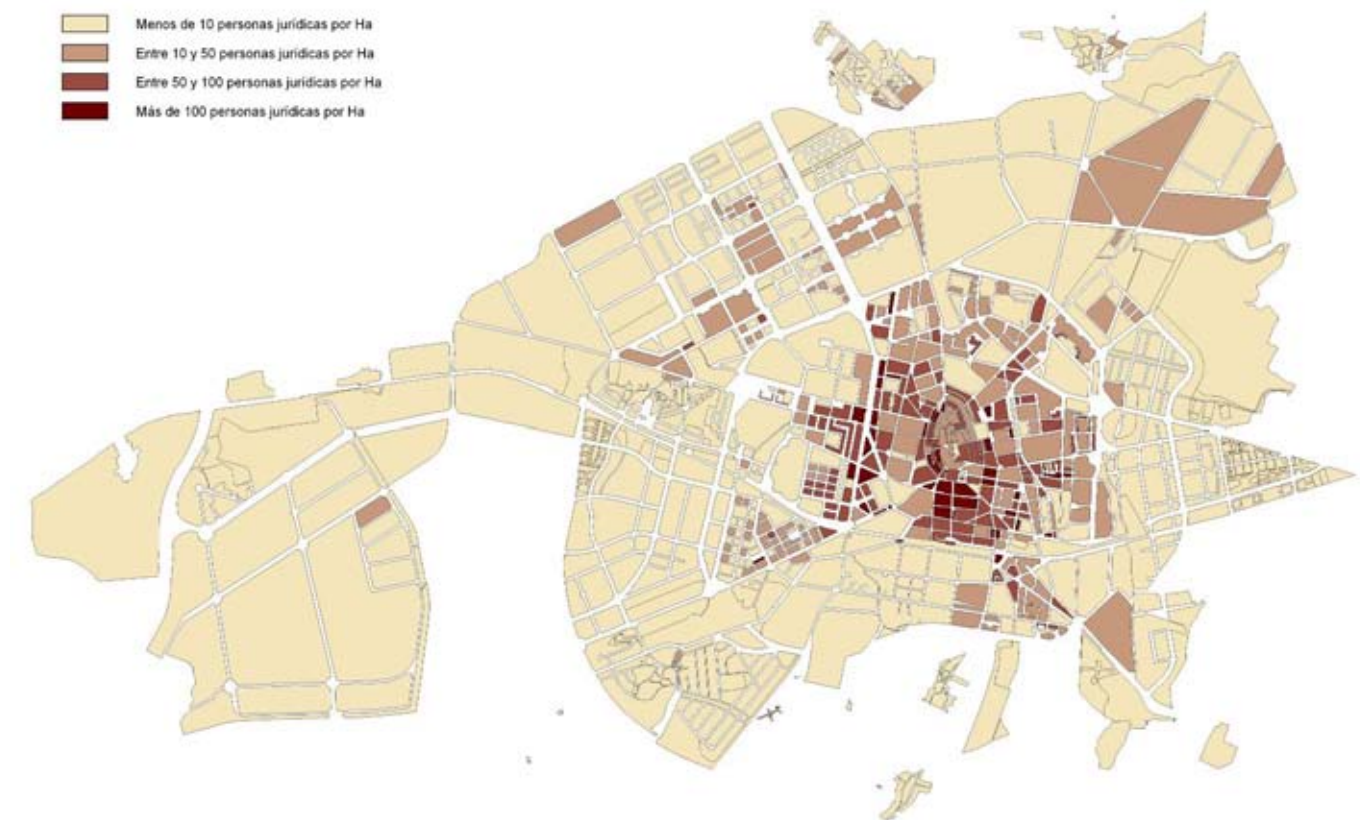 Menos de 10 personas jurídicas por Ha
Entre 10 y 50 personas jurídicas por Ha
Entre 50 y 100 personas jurídicas por Ha
Más de 100 personas jurídicas por Ha